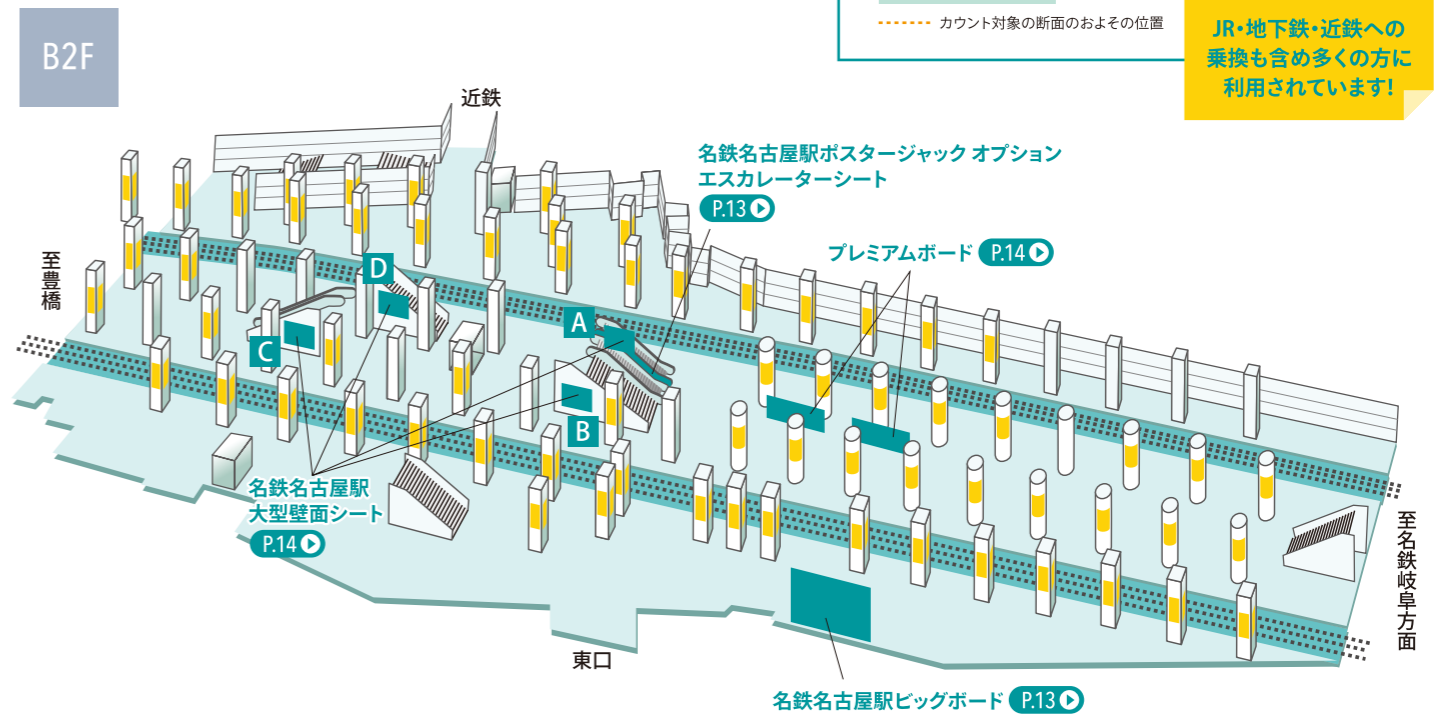 カウント対象の断面のおよその位置
JR・地下鉄・近鉄への
乗換も含め多くの方に
利用されています!
B2F
近鉄
名鉄名古屋駅ポスタージャック オプション
エスカレーターシート
P.13
プレミアムボード P.14
至豊橋
D
A
C
B
名鉄名古屋駅
大型壁面シート
P.14
至名鉄岐阜方面
東口
名鉄名古屋駅ビッグボード P.13